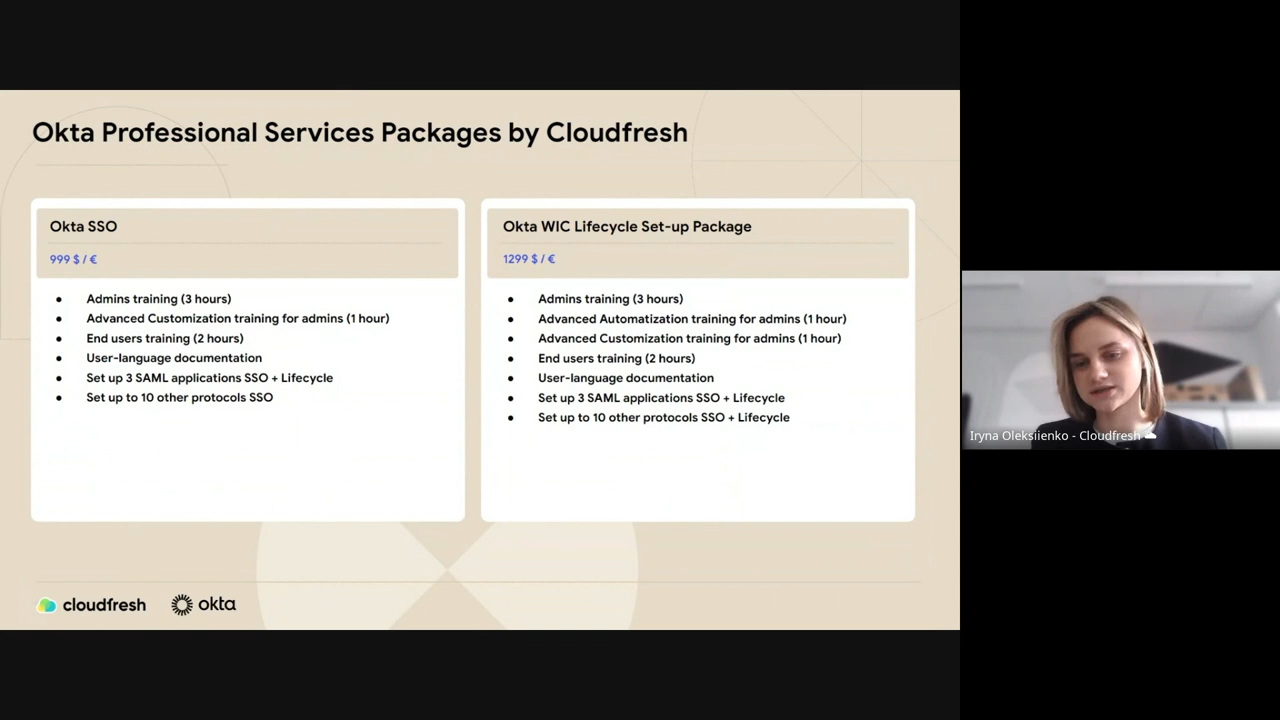 Okta Professional Services Packages by Cloudfresh
Okta SSO
999 $ / €
● Admins training (3 hours)
● Advanced Customization training for admins (1 hour)
● End users training (2 hours)
● User-language documentation
● Set up 3 SAML applications SSO + Lifecycle
● Set up to 10 other protocols SSO
Okta WIC Lifecycle Set-up Package
1299 $ / €
● Admins training (3 hours)
● Advanced Automatization training for admins (1 hour)
● Advanced Customization training for admins (1 hour)
● End users training (2 hours)
● User-language documentation
● Set up 3 SAML applications SSO + Lifecycle
● Set up to 10 other protocols SSO + Lifecycle
cloudfresh okta
Iryna Oleksiienko - Cloudfresh ☁️